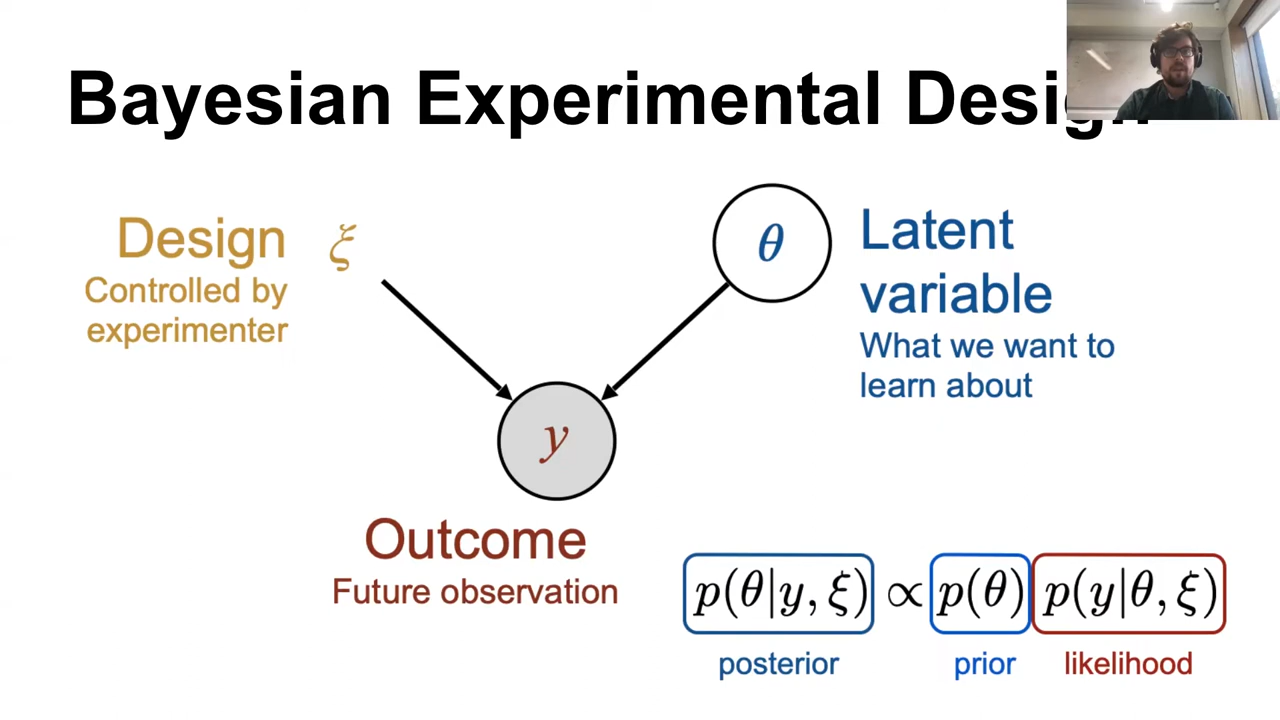 Bayesian Experimental Design
Design ξ
Controlled by
experimenter
θ
Latent
variable
What we want to
learn about
y
Outcome
Future observation
p(θ|y, ξ) ∝ p(θ) p(y|θ, ξ)
posterior prior likelihood